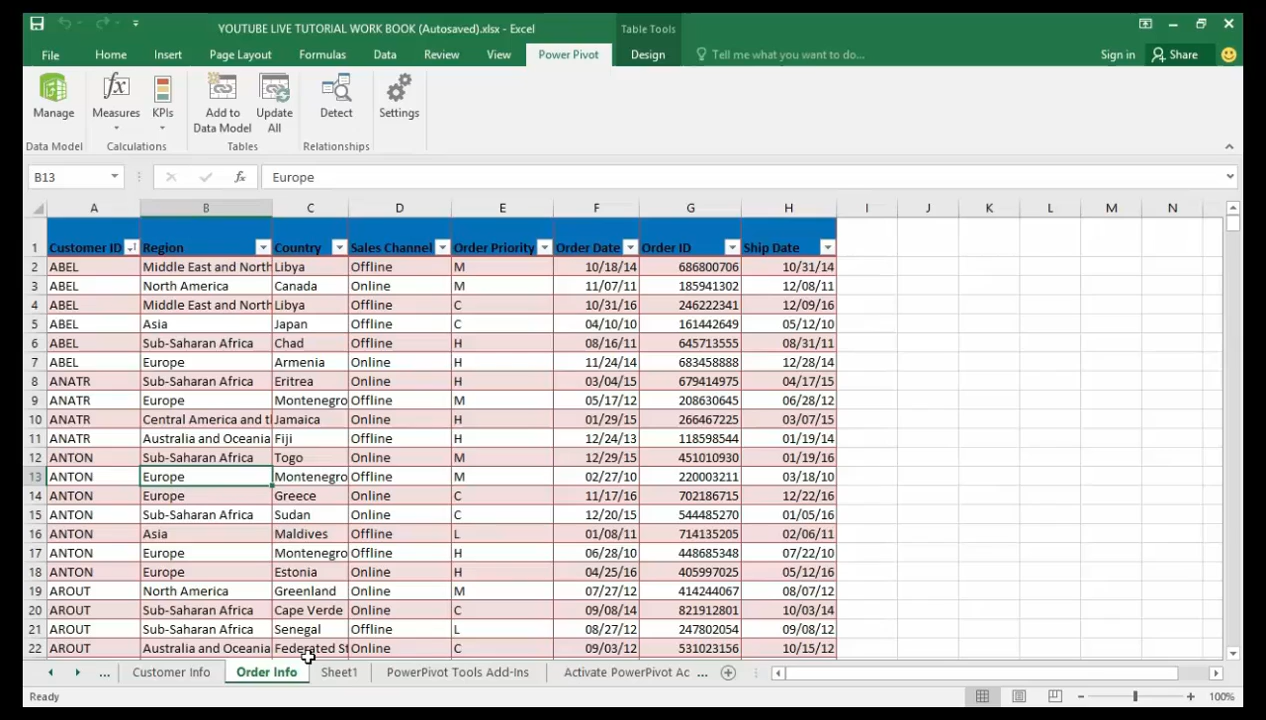 YOUTUBE LIVE TUTORIAL WORK BOOK (Autosaved).xlsx - Excel
Table Tools
File Home Insert Page Layout Formulas Data Review View Power Pivot Design Tell me what you want to do... Sign in Share
Manage Measures KPIs Add to Data Model Update All Detect Settings
Data Model Calculations Tables Relationships
B13 fx Europe
A B C D E F G H I J K L M N
1 Customer ID Region Country Sales Channel Order Priority Order Date Order ID Ship Date
2 ABEL Middle East and North Libya Offline M 10/18/14 686800706 10/31/14
3 ABEL North America Canada Online M 11/07/11 185941302 12/08/11
4 ABEL Middle East and North Libya Offline C 10/31/16 246222341 12/09/16
5 ABEL Asia Japan Offline C 04/10/10 161442649 05/12/10
6 ABEL Sub-Saharan Africa Chad Offline H 08/16/11 645713555 08/31/11
7 ABEL Europe Armenia Online H 11/24/14 683458888 12/28/14
8 ANATR Sub-Saharan Africa Eritrea Online H 03/04/15 679414975 04/17/15
9 ANATR Europe Montenegro Offline M 05/17/12 208630645 06/28/12
10 ANATR Central America and t Jamaica Online H 01/29/15 266467225 03/07/15
11 ANATR Australia and Oceania Fiji Offline H 12/24/13 118598544 01/19/14
12 ANTON Sub-Saharan Africa Togo Online M 12/29/15 451010930 01/19/16
13 ANTON Europe Montenegro Offline M 02/27/10 220003211 03/18/10
14 ANTON Europe Greece Online C 11/17/16 702186715 12/22/16
15 ANTON Sub-Saharan Africa Sudan Online C 12/20/15 544485270 01/05/16
16 ANTON Asia Maldives Offline L 01/08/11 714135205 02/06/11
17 ANTON Europe Montenegro Offline H 06/28/10 448685348 07/22/10
18 ANTON Europe Estonia Online H 04/25/16 405997025 05/12/16
19 AROUT North America Greenland Online M 07/27/12 414244067 08/07/12
20 AROUT Sub-Saharan Africa Cape Verde Online C 09/08/14 821912801 10/03/14
21 AROUT Sub-Saharan Africa Senegal Offline L 08/27/12 247802054 09/08/12
22 AROUT Australia and Oceania Federated St Online C 09/03/12 531023156 10/15/12
... Customer Info Order Info Sheet1 PowerPivot Tools Add-Ins Activate PowerPivot Ac ...
Ready 100%